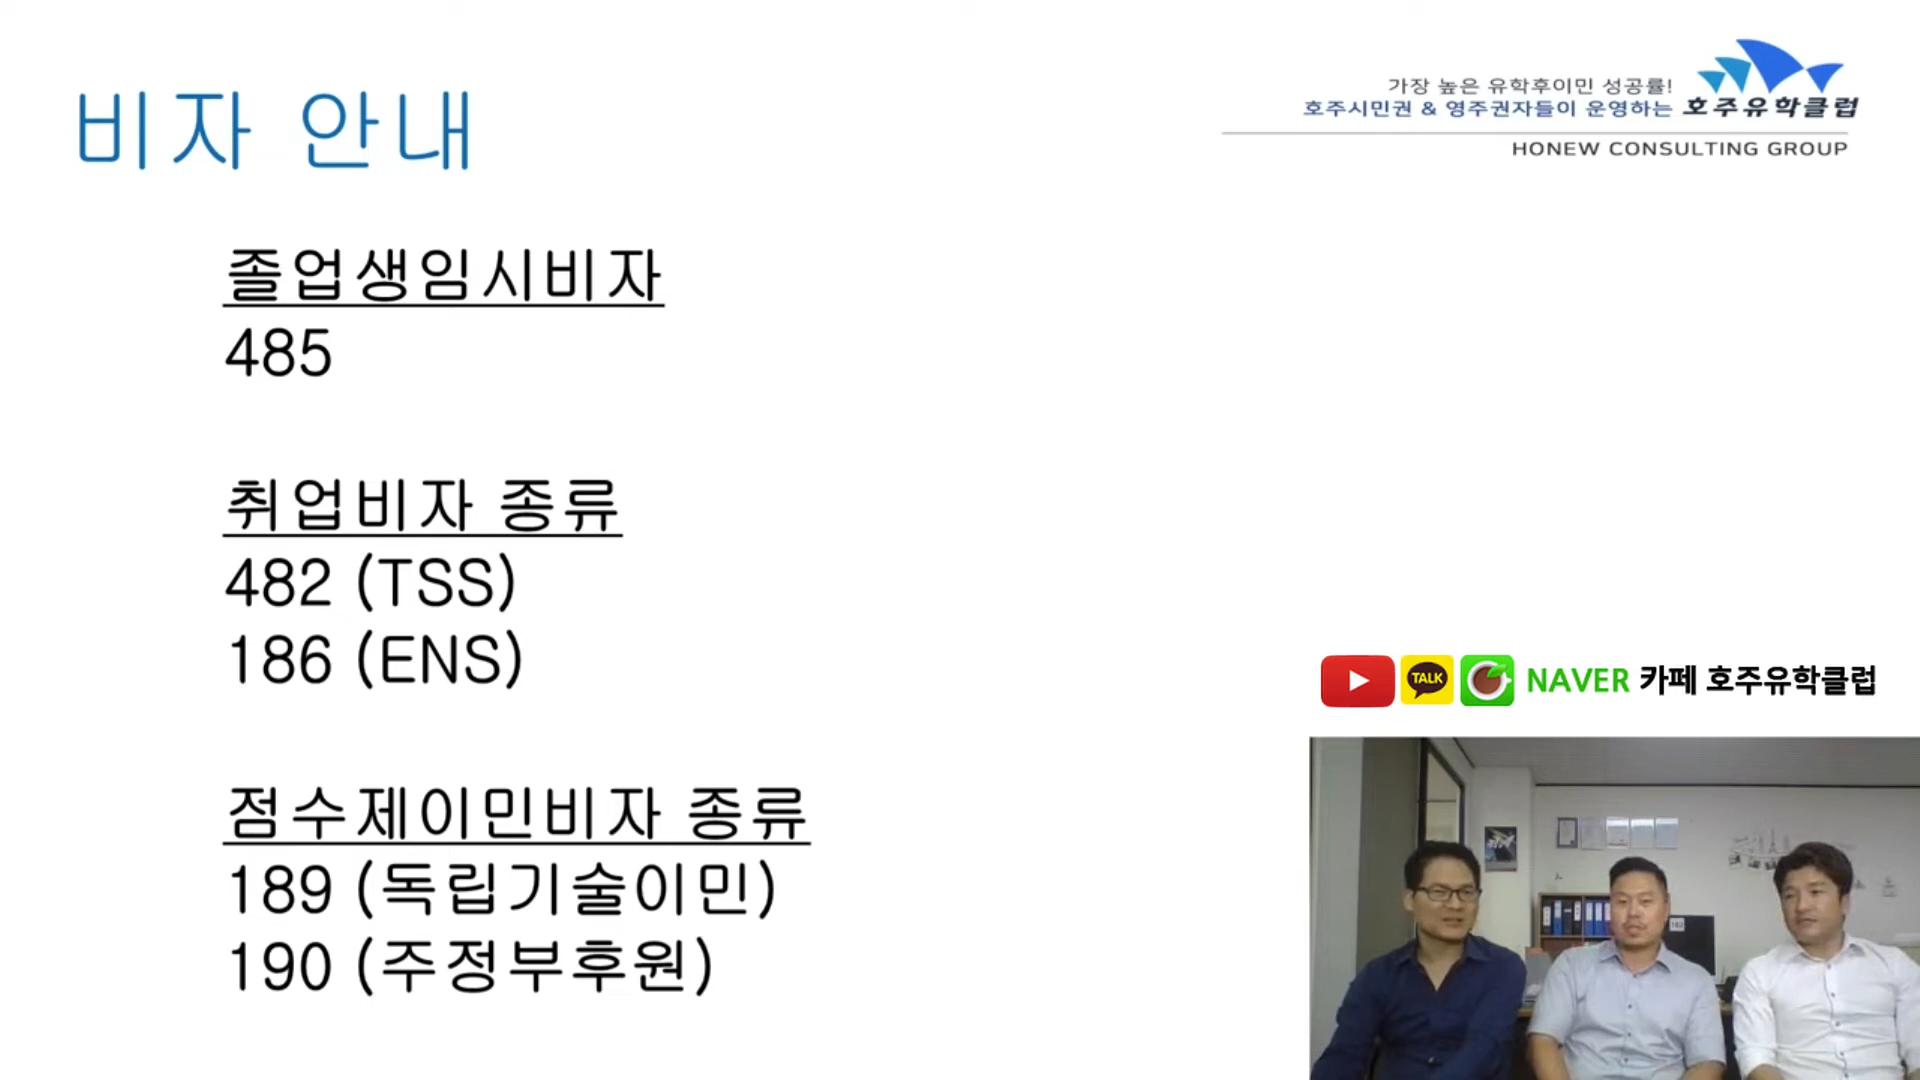 비자 안내
가장 높은 유학후이민 성공률!
호주시민권 & 영주권자들이 운영하는 호주유학클럽
HONEW CONSULTING GROUP
졸업생임시비자
485
취업비자 종류
482 (TSS)
186 (ENS)
점수제이민비자 종류
189 (독립기술이민)
190 (주정부후원)
TALK
NAVER 카페 호주유학클럽